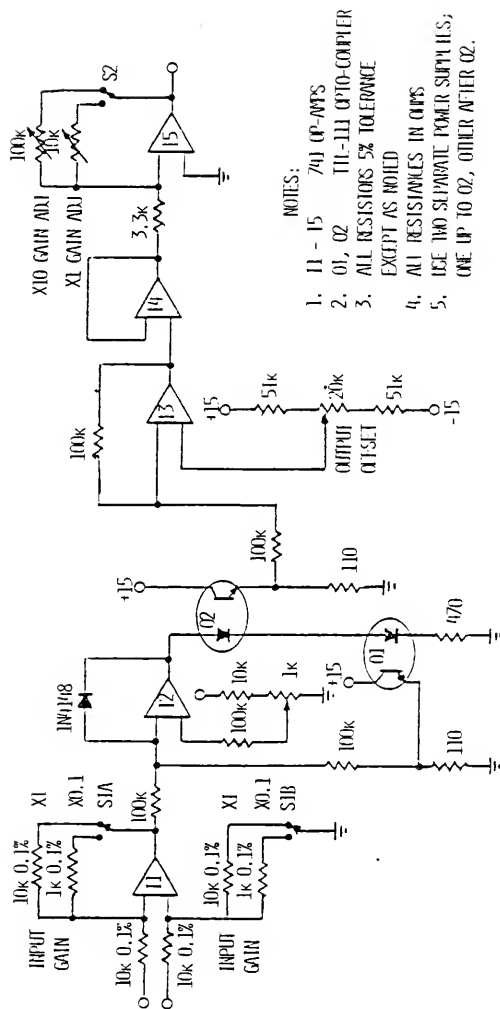 INPUT
GAIN
10K 0.1%
X1
1K 0.1%
X0.1
S1A
10K 0.1%
10K 0.1%
I1
100K
10K 0.1%
X1
1K 0.1%
X0.1
S1B
INPUT
GAIN
1N4148
I2
100K
10K
1K
+15
O2
110
100K
+15
O1
100K
110
470
100K
I3
+15
51K
20K
OUTPUT
OFF-SET
51K
-15
I4
3.3K
X10 GAIN ADJ
100K
X1 GAIN ADJ
10K
S2
I5
NOTES:
1. I1 - I5 741 OP-AMPS
2. O1, O2 TIL-111 OPTO-COUPLER
3. ALL RESISTORS 5% TOLERANCE
EXCEPT AS NOTED
4. ALL RESISTANCES IN OHMS
5. USE TWO SEPARATE POWER SUPPLIES;
ONE UP TO O2, OTHER AFTER O2.